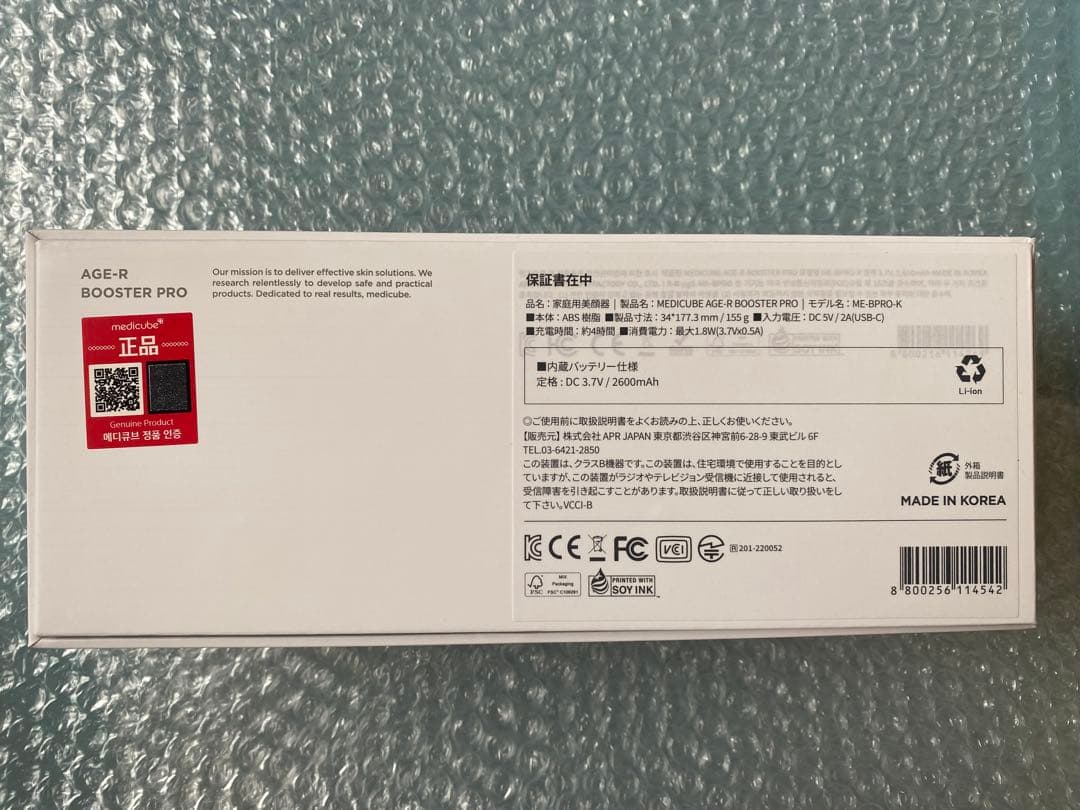 AGE-R
BOOSTER PRO
Our mission is to deliver effective skin solutions. We
research relentlessly to develop safe and practical
products. Dedicated to real results, medicube.
medicube
正品
Genuine Product
메디큐브 정품 인증
保証書在中
品名：家庭用美顔器 | 製品名：MEDICUBE AGE-R BOOSTER PRO | モデル名：ME-BPRO-K
■本体：ABS 樹脂 ■製品寸法：34*177.3 mm / 155 g ■入力電圧：DC 5V / 2A(USB-C)
■充電時間：約4時間 ■消費電力：最大1.8W(3.7Vx0.5A)
■内蔵バッテリー仕様
定格：DC 3.7V / 2600mAh
Li-ion
◎ご使用前に取扱説明書をよくお読みの上、正しくお使いください。
【販売元】株式会社 APR JAPAN 東京都渋谷区神宮前6-28-9 東武ビル 6F
TEL.03-6421-2850
この装置は、クラスB機器です。この装置は、住宅環境で使用することを目的とし
ていますが、この装置がラジオやテレビジョン受信機に近接して使用されると、
受信障害を引き起こすことがあります。取扱説明書に従って正しい取り扱いをし
て下さい。VCCI-B
紙
外箱
製品説明書
MADE IN KOREA
CE FC VCI R 201-220052
FSC
MIX
Packaging
PRINTED WITH
SOY INK
8 800256 114542